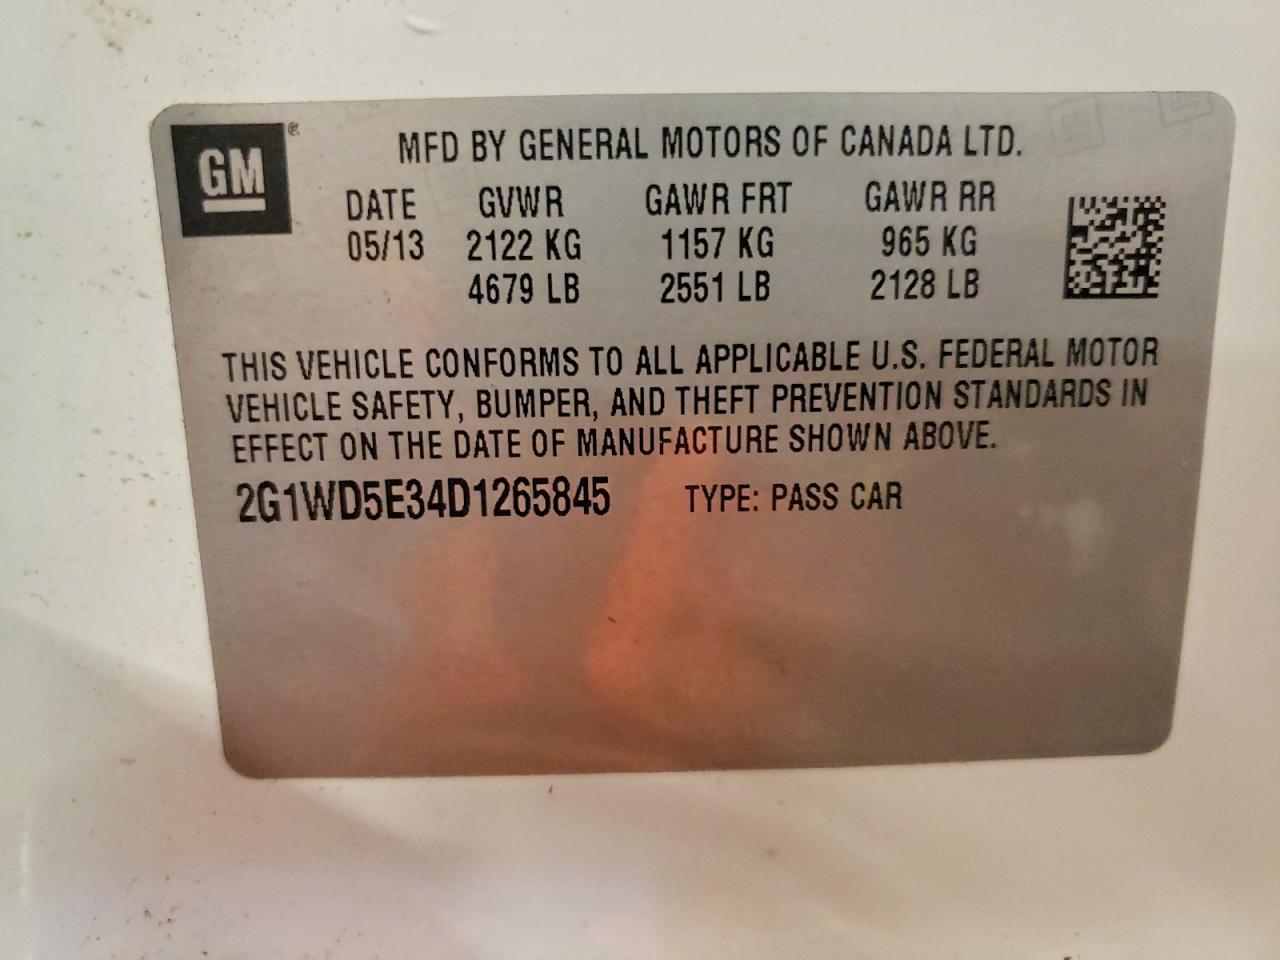 GM®
MFD BY GENERAL MOTORS OF CANADA LTD.
DATE GVWR GAWR FRT GAWR RR
05/13 2122 KG 1157 KG 965 KG
4679 LB 2551 LB 2128 LB
THIS VEHICLE CONFORMS TO ALL APPLICABLE U.S. FEDERAL MOTOR
VEHICLE SAFETY, BUMPER, AND THEFT PREVENTION STANDARDS IN
EFFECT ON THE DATE OF MANUFACTURE SHOWN ABOVE.
2G1WD5E34D1265845 TYPE: PASS CAR